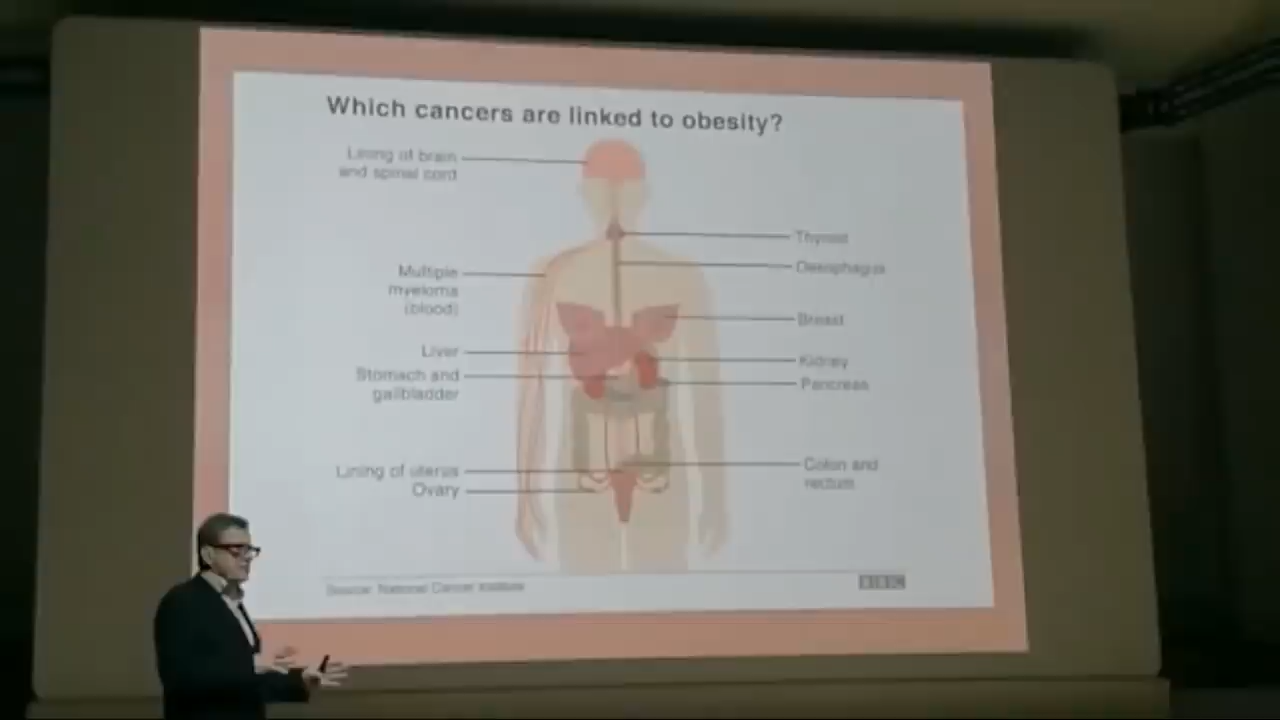 Which cancers are linked to obesity?
Lining of brain
and spinal cord
Thyroid
Oesophagus
Multiple
myeloma
(blood)
Breast
Liver
Kidney
Stomach and
gallbladder
Pancreas
Lining of uterus
Ovary
Colon and
rectum
Source: National Cancer Institute
BBC